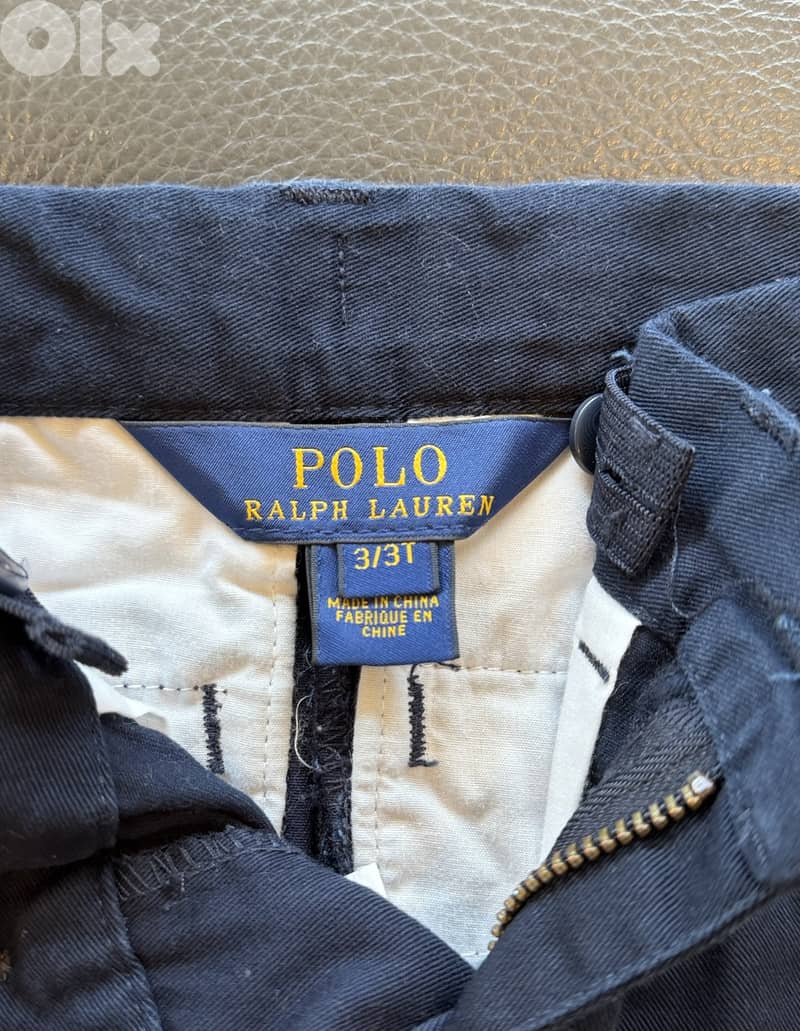 Olx
POLO
RALPH LAUREN
3/3T
MADE IN CHINA
FABRIQUE EN
CHINE